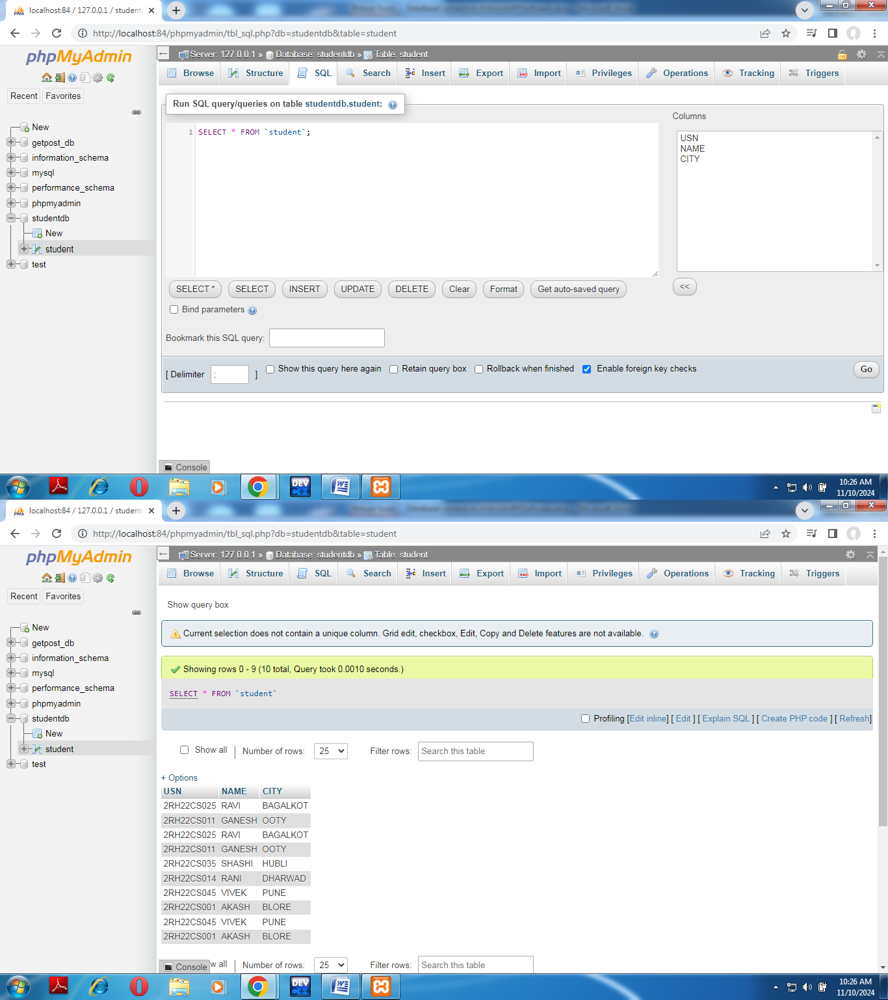 localhost:84 / 127.0.0.1 / student
http://localhost:84/phpmyadmin/tbl_sql.php?db=studentdb&table=student
phpMyAdmin
Recent Favorites
New
getpost_db
information_schema
mysql
performance_schema
phpmyadmin
studentdb
New
student
test
Server: 127.0.0.1 » Database: studentdb » Table: student
Browse Structure SQL Search Insert Export Import Privileges Operations Tracking Triggers
Run SQL query/queries on table studentdb.student:
1 SELECT * FROM `student`;
Columns
USN
NAME
CITY
SELECT * SELECT INSERT UPDATE DELETE Clear Format Get auto-saved query <<
Bind parameters
Bookmark this SQL query:
[ Delimiter ; ] Show this query here again Retain query box Rollback when finished Enable foreign key checks Go
Console
DEV C++
10:26 AM
11/10/2024
localhost:84 / 127.0.0.1 / student
http://localhost:84/phpmyadmin/tbl_sql.php?db=studentdb&table=student
phpMyAdmin
Recent Favorites
New
getpost_db
information_schema
mysql
performance_schema
phpmyadmin
studentdb
New
student
test
Server: 127.0.0.1 » Database: studentdb » Table: student
Browse Structure SQL Search Insert Export Import Privileges Operations Tracking Triggers
Show query box
Current selection does not contain a unique column. Grid edit, checkbox, Edit, Copy and Delete features are not available.
Showing rows 0 - 9 (10 total, Query took 0.0010 seconds.)
SELECT * FROM `student`
Profiling [Edit inline] [ Edit ] [ Explain SQL ] [ Create PHP code ] [ Refresh]
Show all | Number of rows: 25 Filter rows: Search this table
+ Options
USN NAME CITY
2RH22CS025 RAVI BAGALKOT
2RH22CS011 GANESH OOTY
2RH22CS025 RAVI BAGALKOT
2RH22CS011 GANESH OOTY
2RH22CS035 SHASHI HUBLI
2RH22CS014 RANI DHARWAD
2RH22CS045 VIVEK PUNE
2RH22CS001 AKASH BLORE
2RH22CS045 VIVEK PUNE
2RH22CS001 AKASH BLORE
Console w all | Number of rows: 25 Filter rows: Search this table
DEV C++
10:26 AM
11/10/2024